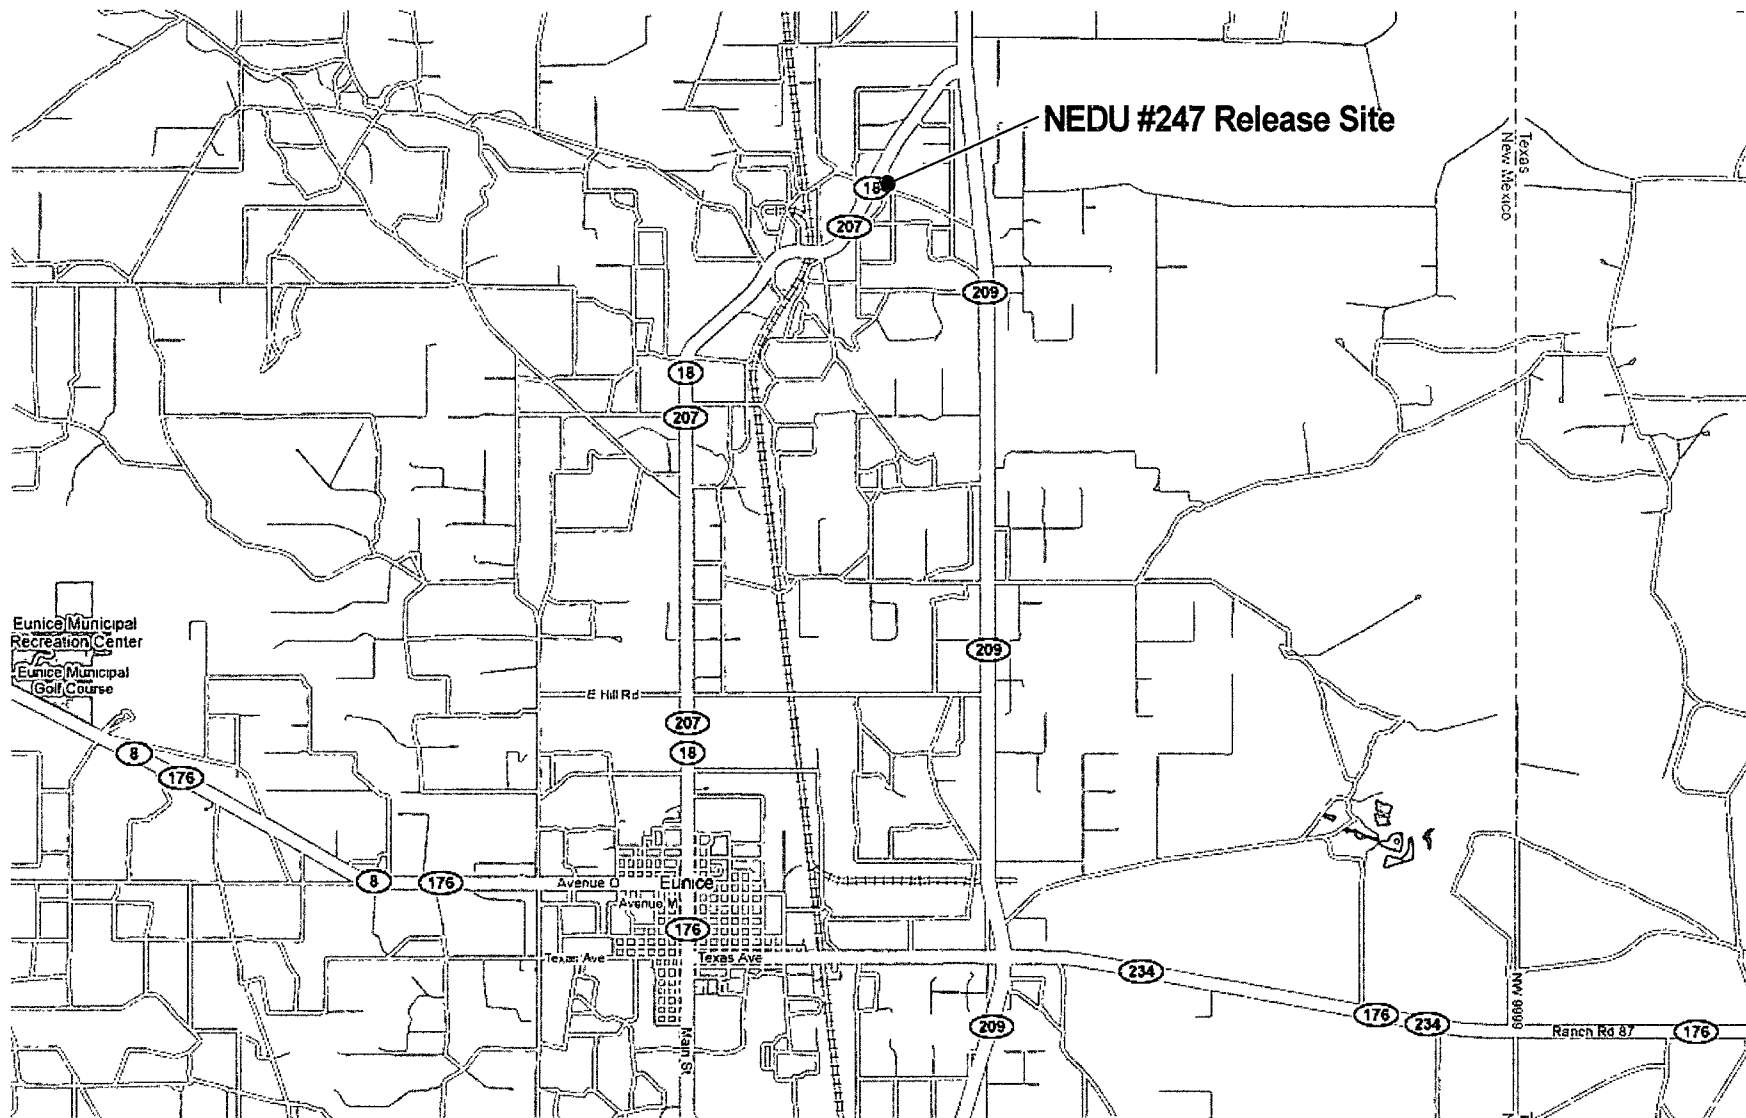 NEDU #247 Release Site
Texas
New Mexico
18
207
209
18
207
Eunice Municipal
Recreation Center
Eunice Municipal
Golf Course
209
E Hill Rd
207
18
8
176
8
176
Avenue O
Eunice
Avenue M
176
Texas Ave
Texas Ave
234
176
234
NW 9999
Ranch Rd 87
176
209
Main St